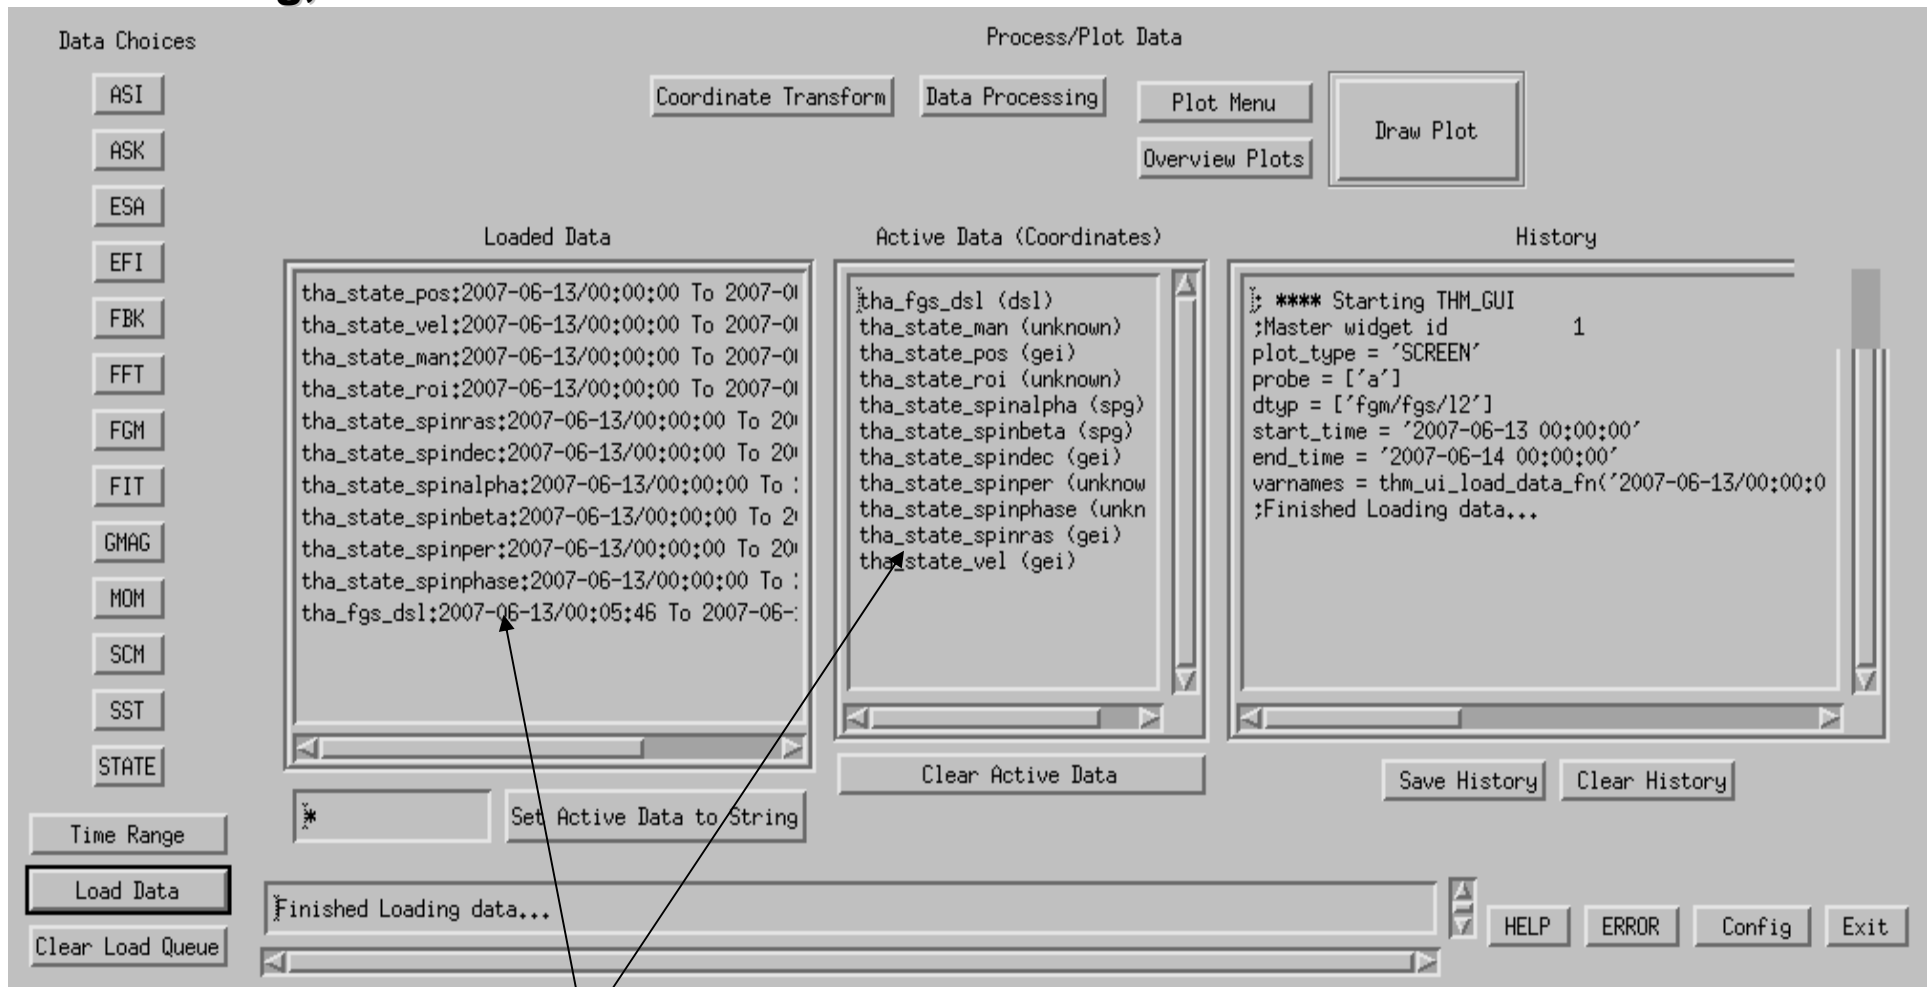 Data Choices
ASI
ASK
ESA
EFI
FBK
FFT
FGM
FIT
GMAG
MOM
SCM
SST
STATE
Time Range
Load Data
Clear Load Queue
Process/Plot Data
Coordinate Transform
Data Processing
Plot Menu
Overview Plots
Draw Plot
Loaded Data
tha_state_pos:2007-06-13/00:00:00 To 2007-0
tha_state_vel:2007-06-13/00:00:00 To 2007-0
tha_state_man:2007-06-13/00:00:00 To 2007-0
tha_state_roi:2007-06-13/00:00:00 To 2007-0
tha_state_spinras:2007-06-13/00:00:00 To 20
tha_state_spindec:2007-06-13/00:00:00 To 20
tha_state_spinalpha:2007-06-13/00:00:00 To
tha_state_spinbeta:2007-06-13/00:00:00 To 2
tha_state_spinper:2007-06-13/00:00:00 To 20
tha_state_spinphase:2007-06-13/00:00:00 To
tha_fgs_dsl:2007-06-13/00:05:46 To 2007-06-
*
Set Active Data to String
Active Data (Coordinates)
tha_fgs_dsl (dsl)
tha_state_man (unknown)
tha_state_pos (gei)
tha_state_roi (unknown)
tha_state_spinalpha (spg)
tha_state_spinbeta (spg)
tha_state_spindec (gei)
tha_state_spinper (unknow
tha_state_spinphase (unkn
tha_state_spinras (gei)
tha_state_vel (gei)
Clear Active Data
History
; **** Starting THM_GUI
;Master widget id 1
plot_type = 'SCREEN'
probe = ['a']
dtyp = ['fgm/fgs/l2']
start_time = '2007-06-13 00:00:00'
end_time = '2007-06-14 00:00:00'
varnames = thm_ui_load_data_fn('2007-06-13/00:00:0
;Finished Loading data...
Save History
Clear History
Finished Loading data...
HELP
ERROR
Config
Exit